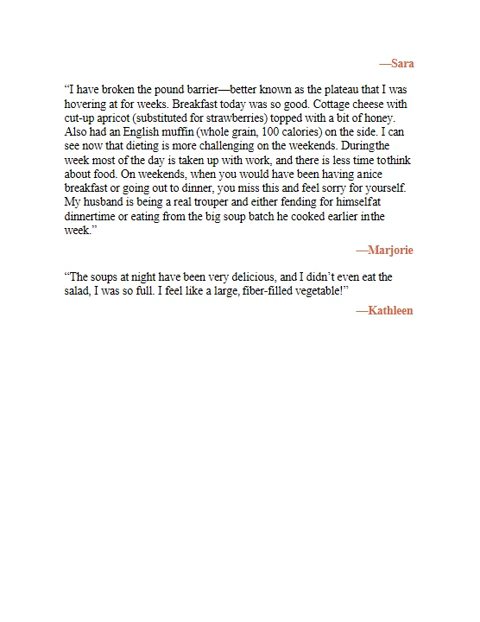 —Sara
“I have broken the pound barrier—better known as the plateau that I was
hovering at for weeks. Breakfast today was so good. Cottage cheese with
cut-up apricot (substituted for strawberries) topped with a bit of honey.
Also had an English muffin (whole grain, 100 calories) on the side. I can
see now that dieting is more challenging on the weekends. Duringthe
week most of the day is taken up with work, and there is less time tothink
about food. On weekends, when you would have been having anice
breakfast or going out to dinner, you miss this and feel sorry for yourself.
My husband is being a real trouper and either fending for himselfat
dinnertime or eating from the big soup batch he cooked earlier inthe
week.”
—Marjorie
“The soups at night have been very delicious, and I didn’t even eat the
salad, I was so full. I feel like a large, fiber-filled vegetable!”
—Kathleen